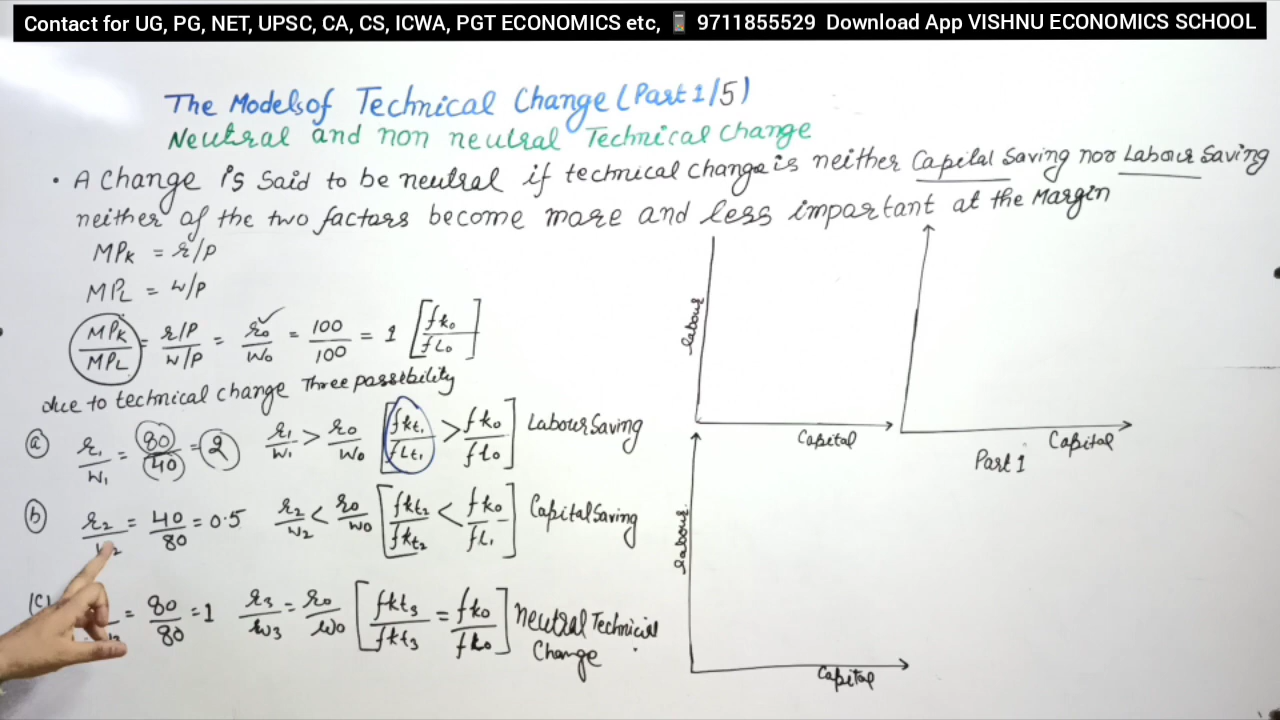 Contact for UG, PG, NET, UPSC, CA, CS, ICWA, PGT ECONOMICS etc, 📱 9711855529 Download App VISHNU ECONOMICS SCHOOL
The Models of Technical Change (Part 1/5)
Neutral and non neutral Technical Change
• A Change is Said to be neutral if technical change is neither Capital Saving nor Labour Saving
neither of the two factors become more and less important at the Margin
MPK = r/P
MPL = w/P
MPK/MPL = r/P / w/P = r0/w0 = 100/100 = 1 [fk0/fL0]
due to technical change Three possibility
(a) r1/w1 = 80/40 = 2 r1/w1 > r0/w0 [fkt1/fLt1 > fk0/fL0] Labour Saving
(b) r2/ = 40/80 = 0.5 r2/w2 < r0/w0 [fkt2/fkt2 < fk0/fL1] Capital Saving
(c) = 80/80 = 1 r3/w3 = r0/w0 [fkt3/fkt3 = fk0/fk0] Neutral Technical
Change
Labour
Capital
Capital
Part 1
Labour
Capital